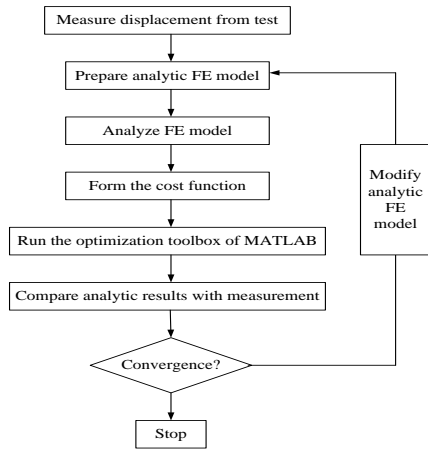 Measure displacement from test
Prepare analytic FE model
Analyze FE model
Form the cost function
Run the optimization toolbox of MATLAB
Compare analytic results with measurement
Convergence?
Stop
Modify
analytic
FE
model